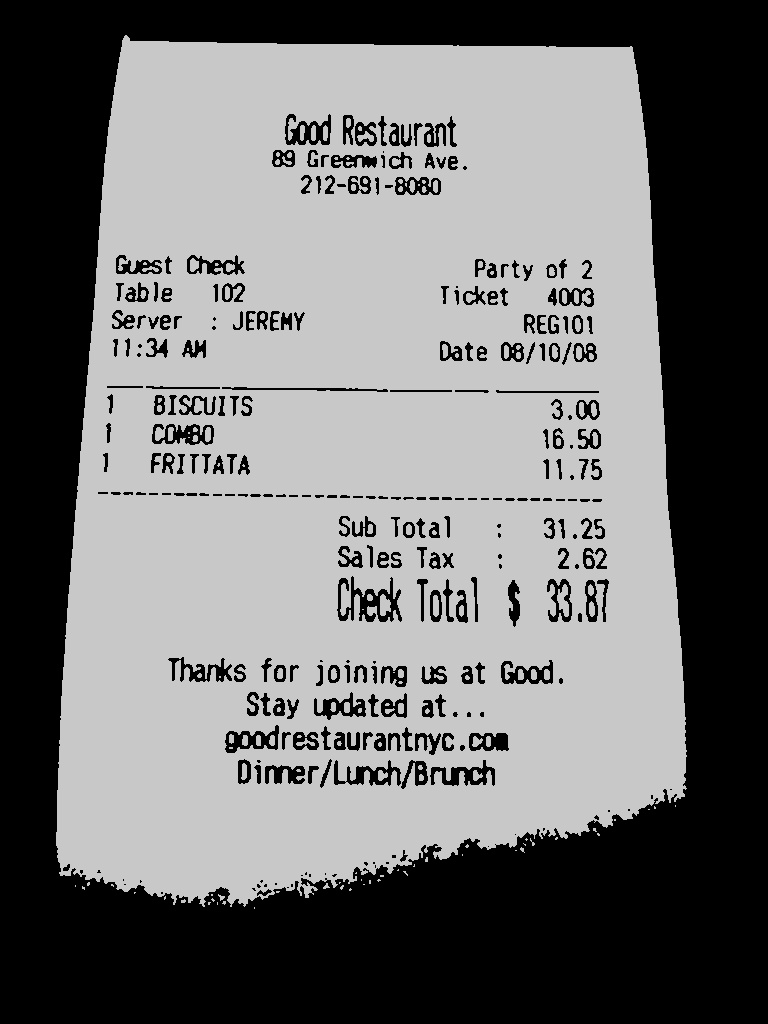 Good Restaurant
89 Greenwich Ave.
212-691-8080
Guest Check Party of 2
Table 102 Ticket 4003
Server : JEREMY REG101
11:34 AM Date 08/10/08
1 BISCUITS 3.00
1 COMBO 16.50
1 FRITTATA 11.75
Sub Total : 31.25
Sales Tax : 2.62
Check Total $ 33.87
Thanks for joining us at Good.
Stay updated at...
goodrestaurantnyc.com
Dinner/Lunch/Brunch